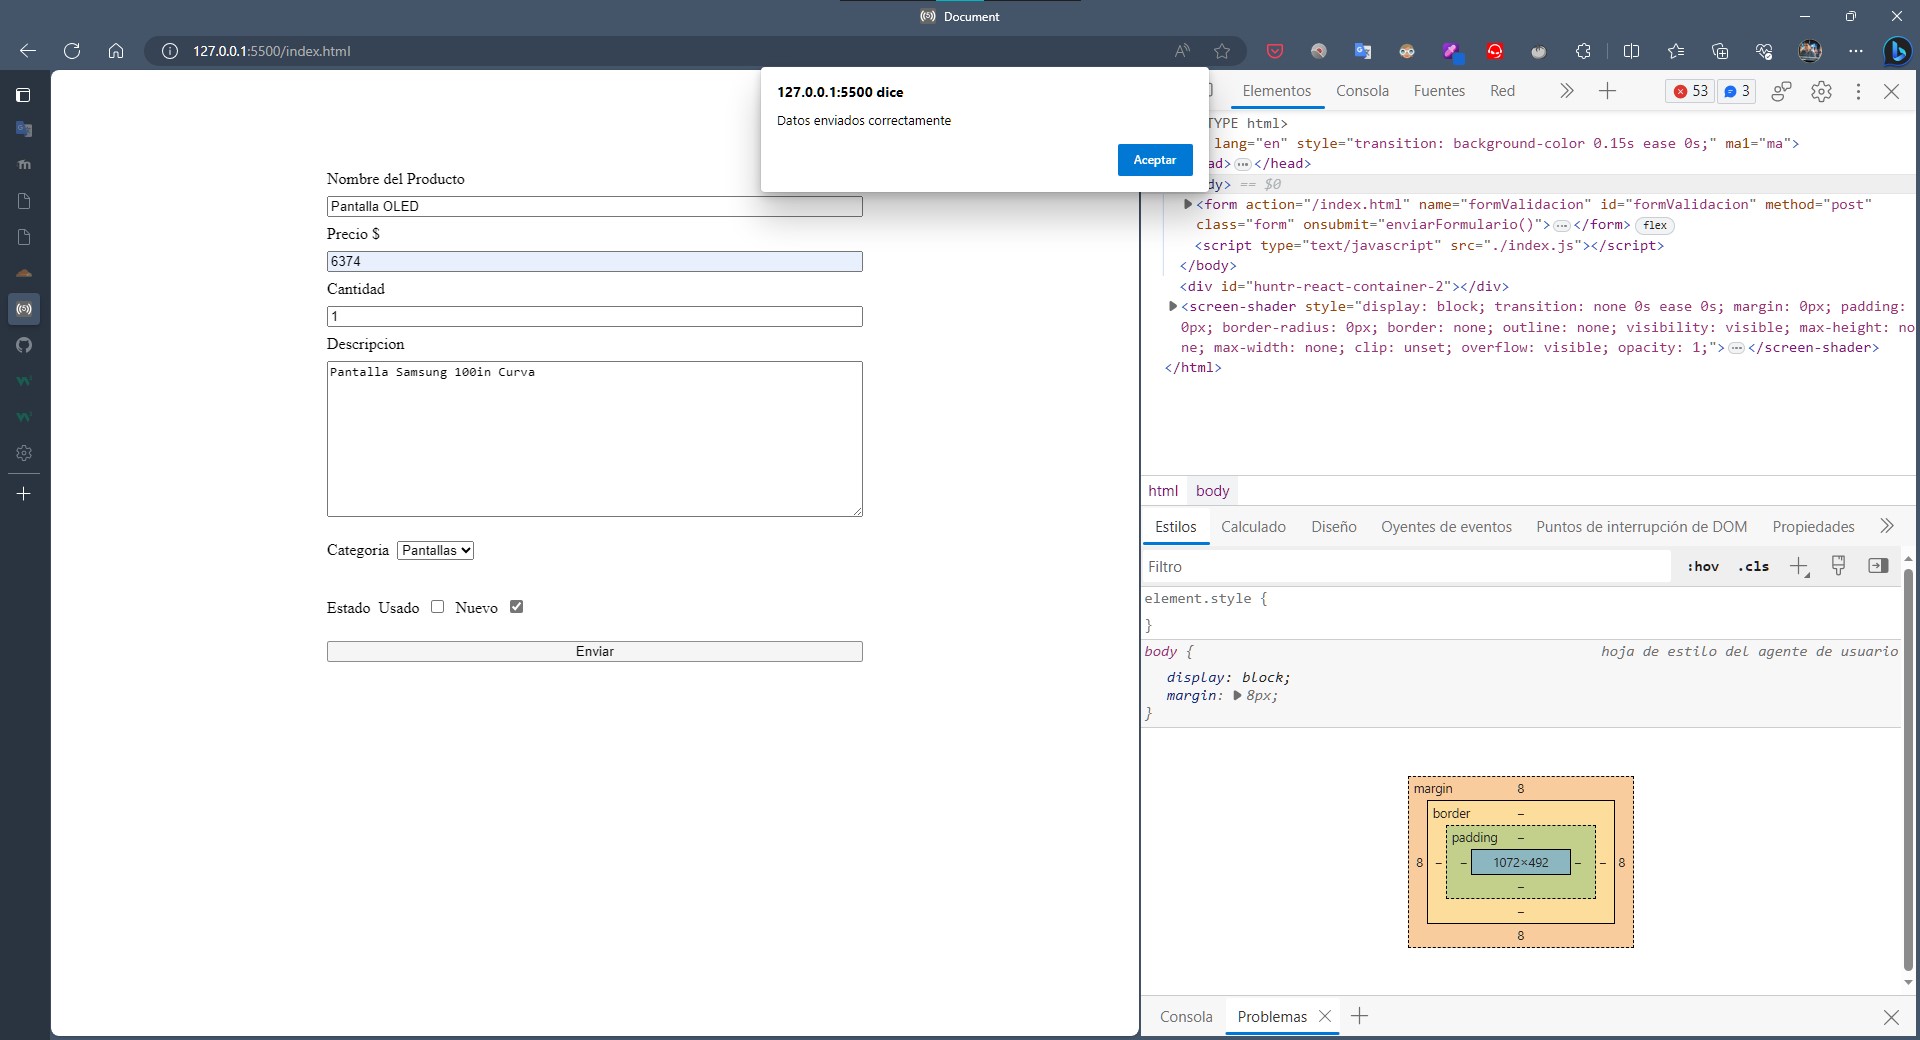 Document
127.0.0.1:5500/index.html
127.0.0.1:5500 dice
Datos enviados correctamente
Aceptar
Nombre del Producto
Pantalla OLED
Precio $
6374
Cantidad
1
Descripcion
Pantalla Samsung 100in Curva
Categoria Pantallas
Estado Usado Nuevo
Enviar
Elementos Consola Fuentes Red 53 3
TYPE html>
lang="en" style="transition: background-color 0.15s ease 0s;" ma1="ma">
ad>…</head>
dy> == $0
<form action="/index.html" name="formValidacion" id="formValidacion" method="post"
class="form" onsubmit="enviarFormulario()">…</form> flex
<script type="text/javascript" src="./index.js"></script>
</body>
<div id="huntr-react-container-2"></div>
<screen-shader style="display: block; transition: none 0s ease 0s; margin: 0px; padding:
0px; border-radius: 0px; border: none; outline: none; visibility: visible; max-height: no
ne; max-width: none; clip: unset; overflow: visible; opacity: 1;">…</screen-shader>
</html>
html body
Estilos Calculado Diseño Oyentes de eventos Puntos de interrupción de DOM Propiedades
Filtro :hov .cls
element.style {
}
body { hoja de estilo del agente de usuario
display: block;
margin: 8px;
}
margin 8
border –
padding –
8 – – 1072×492 – – 8
–
–
8
Consola Problemas